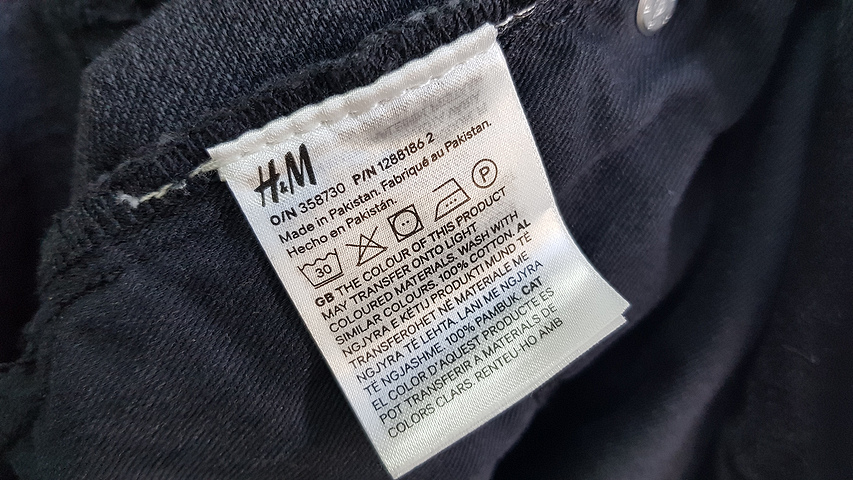 H&M
O/N 358730 P/N 1288186 2
Made in Pakistan. Fabriqué au Pakistan.
Hecho en Pakistán.
30 P
GB THE COLOUR OF THIS PRODUCT
MAY TRANSFER ONTO LIGHT
COLOURED MATERIALS. WASH WITH
SIMILAR COLOURS. 100% COTTON. AL
NGJYRA E KËTU PRODUKTI MUND TË
TRANSFEROHET NË MATERIALE ME
NGJYRA TË LEHTA. LANI ME NGJYRA
TË NGJASHME. 100% PAMBUK. CAT
EL COLOR D'AQUEST PRODUCTE ES
POT TRANSFERIR A MATERIALS DE
COLORS CLARS. RENTEU-HO AMB